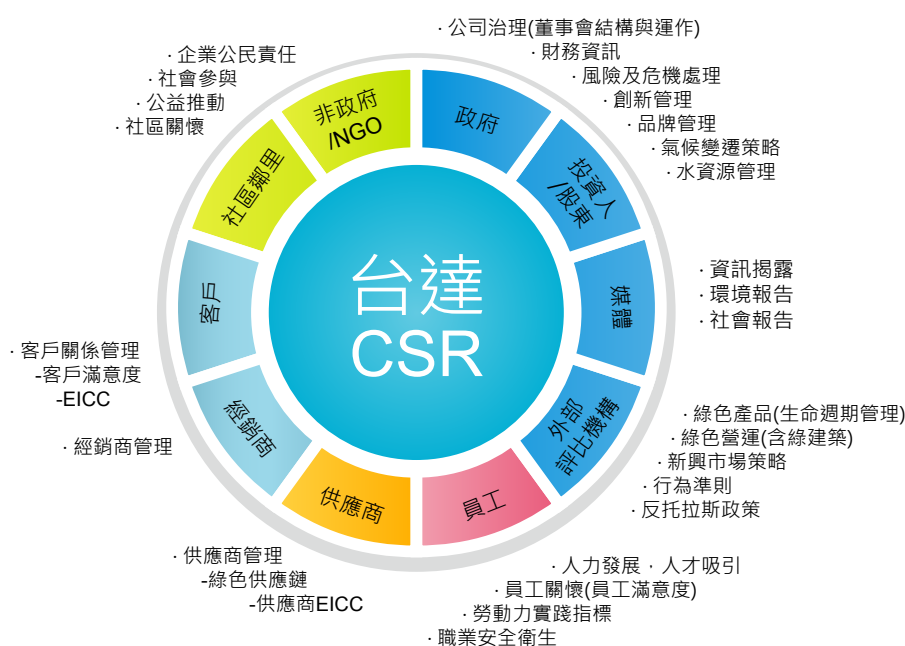 · 公司治理(董事會結構與運作)
· 財務資訊
· 風險及危機處理
· 創新管理
· 品牌管理
· 氣候變遷策略
· 水資源管理
· 企業公民責任
· 社會參與
· 公益推動
· 社區關懷
非政府
/NGO
政府
投資人
/股東
社區鄰里
媒體
· 資訊揭露
· 環境報告
· 社會報告
台達
CSR
客戶
· 客戶關係管理
-客戶滿意度
-EICC
經銷商
· 經銷商管理
外部
評比機構
· 綠色產品(生命週期管理)
· 綠色營運(含綠建築)
· 新興市場策略
· 行為準則
· 反托拉斯政策
供應商
員工
· 供應商管理
-綠色供應鏈
-供應商EICC
· 人力發展 · 人才吸引
· 員工關懷(員工滿意度)
· 勞動力實踐指標
· 職業安全衛生